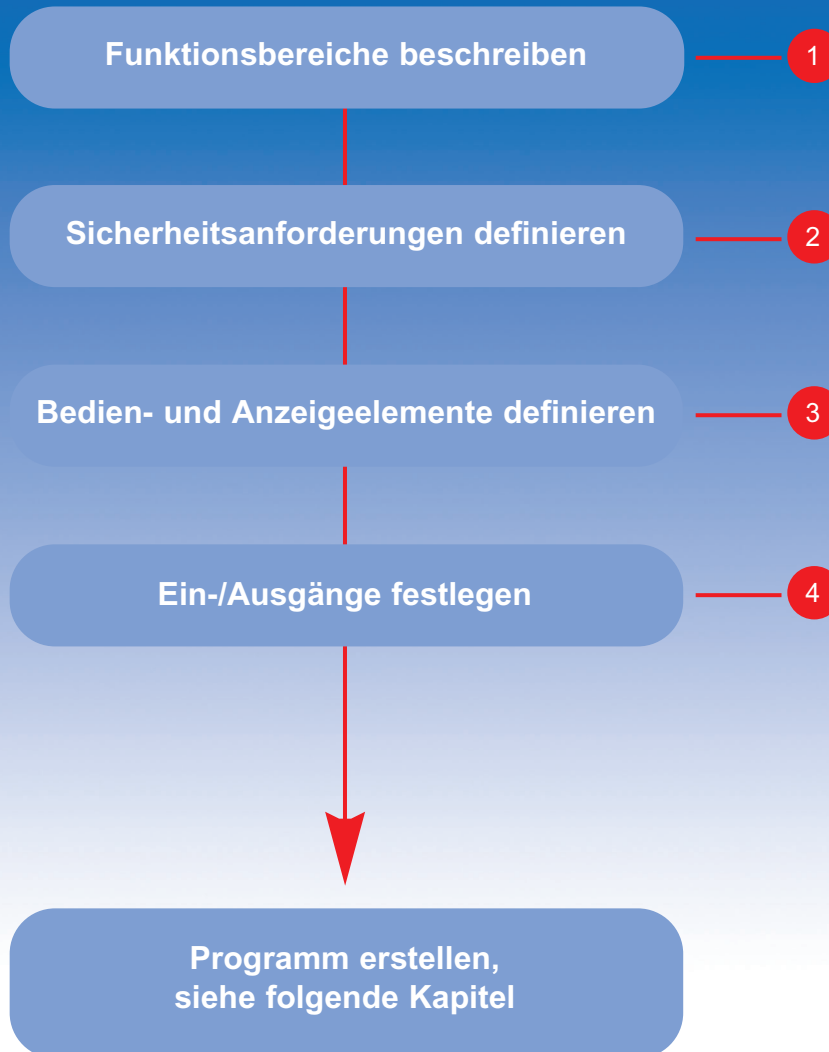 Funktionsbereiche beschreiben
1
Sicherheitsanforderungen definieren
2
Bedien- und Anzeigeelemente definieren
3
Ein-/Ausgänge festlegen
4
Programm erstellen,
siehe folgende Kapitel